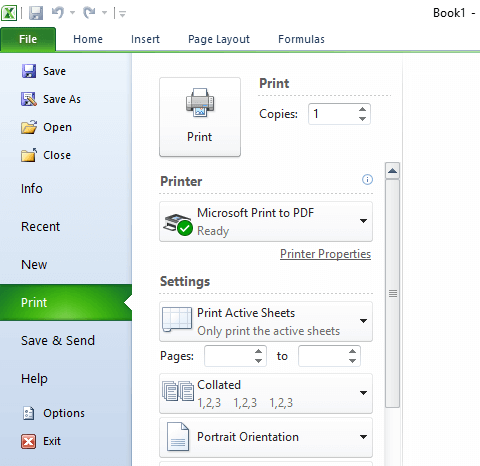 Book1 -
File Home Insert Page Layout Formulas
Save
Save As
Open
Close
Info
Recent
New
Print
Save & Send
Help
Options
Exit
Print
Print
Copies: 1
Printer
Microsoft Print to PDF
Ready
Printer Properties
Settings
Print Active Sheets
Only print the active sheets
Pages: to
Collated
1,2,3 1,2,3 1,2,3
Portrait Orientation